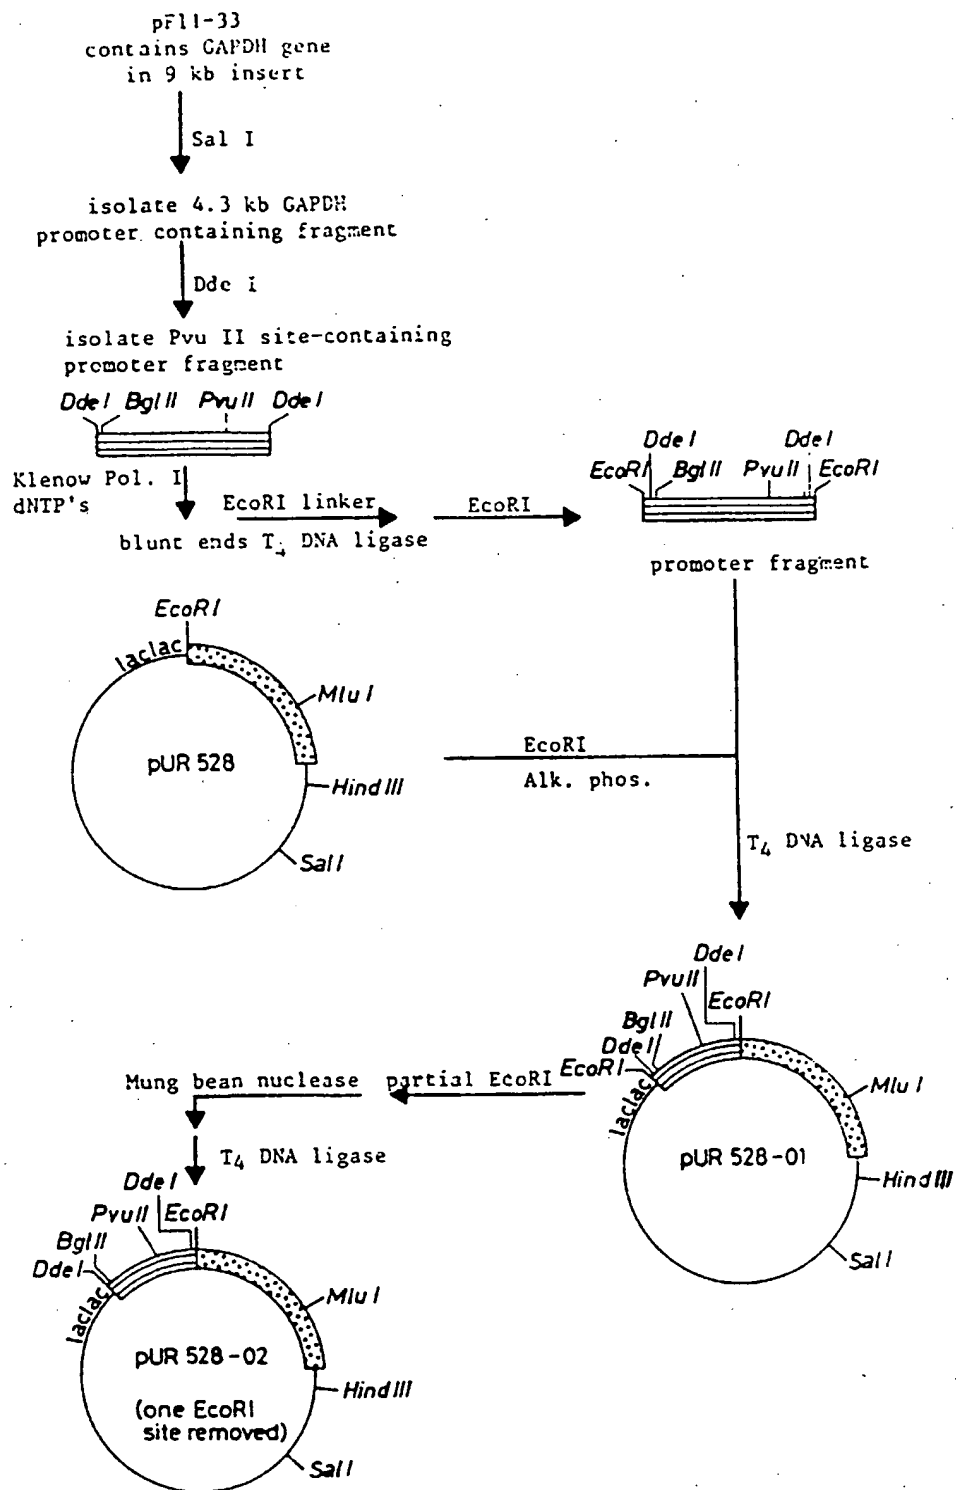 pF11-33
contains GAPDH gene
in 9 kb insert
Sal I
isolate 4.3 kb GAPDH
promoter containing fragment
Dde i
isolate Pvu II site-containing
promoter fragment
DdeI BglII PvuII DdeI
Klenow Pol. I
dNTP's
EcoRI linker
EcoRI
blunt ends T4 DNA ligase
DdeI DdeI
EcoRI BglII PvuII EcoRI
promoter fragment
EcoRI
laclac
MluI
pUR 528
HindIII
SalI
EcoRI
Alk. phos.
T4 DNA ligase
DdeI
PvuII
EcoRI
BglII
DdeI
EcoRI
laclac
MluI
pUR 528-01
HindIII
SalI
Mung bean nuclease partial EcoRI
T4 DNA ligase
DdeI
PvuII EcoRI
BglII
DdeI
laclac
MluI
pUR 528-02
HindIII
(one EcoRI
site removed)
SalI